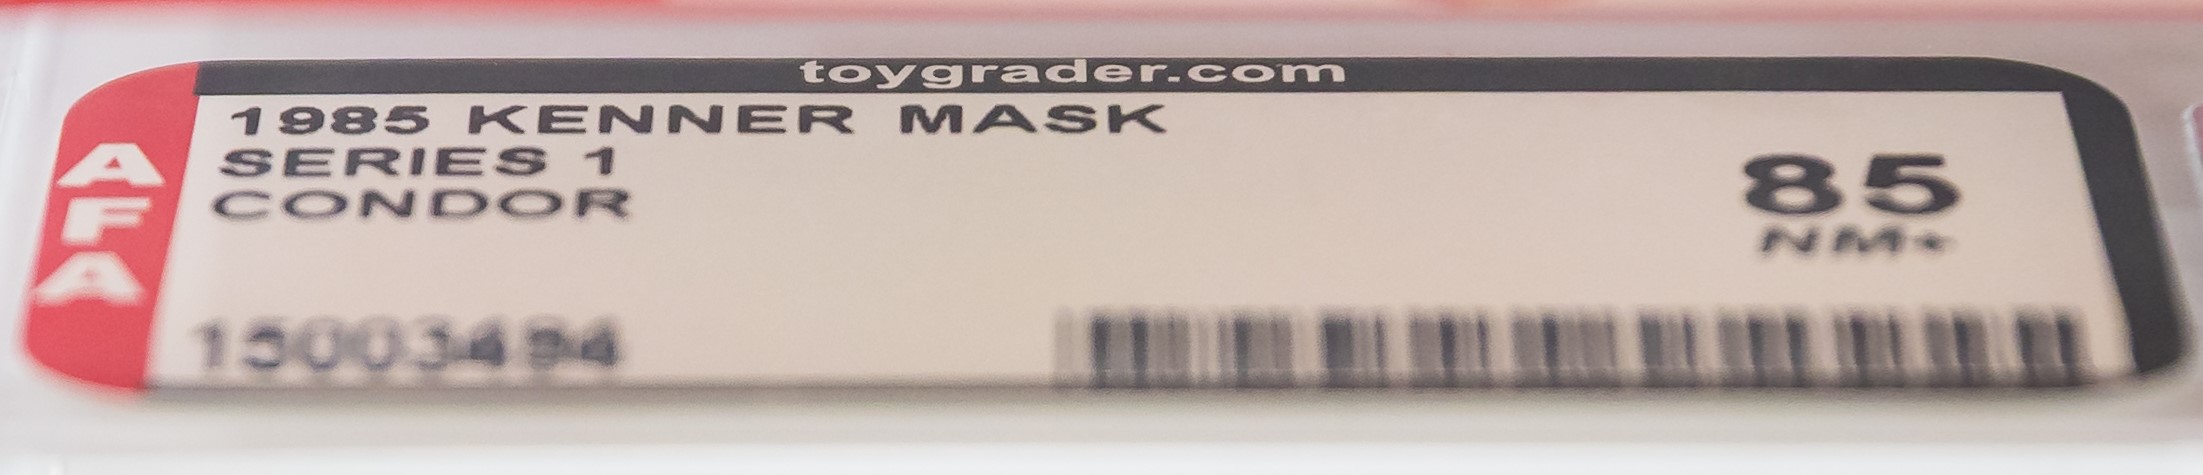 toygrader.com
AFA
1985 KENNER MASK
SERIES 1
CONDOR
85
NM+
15003494